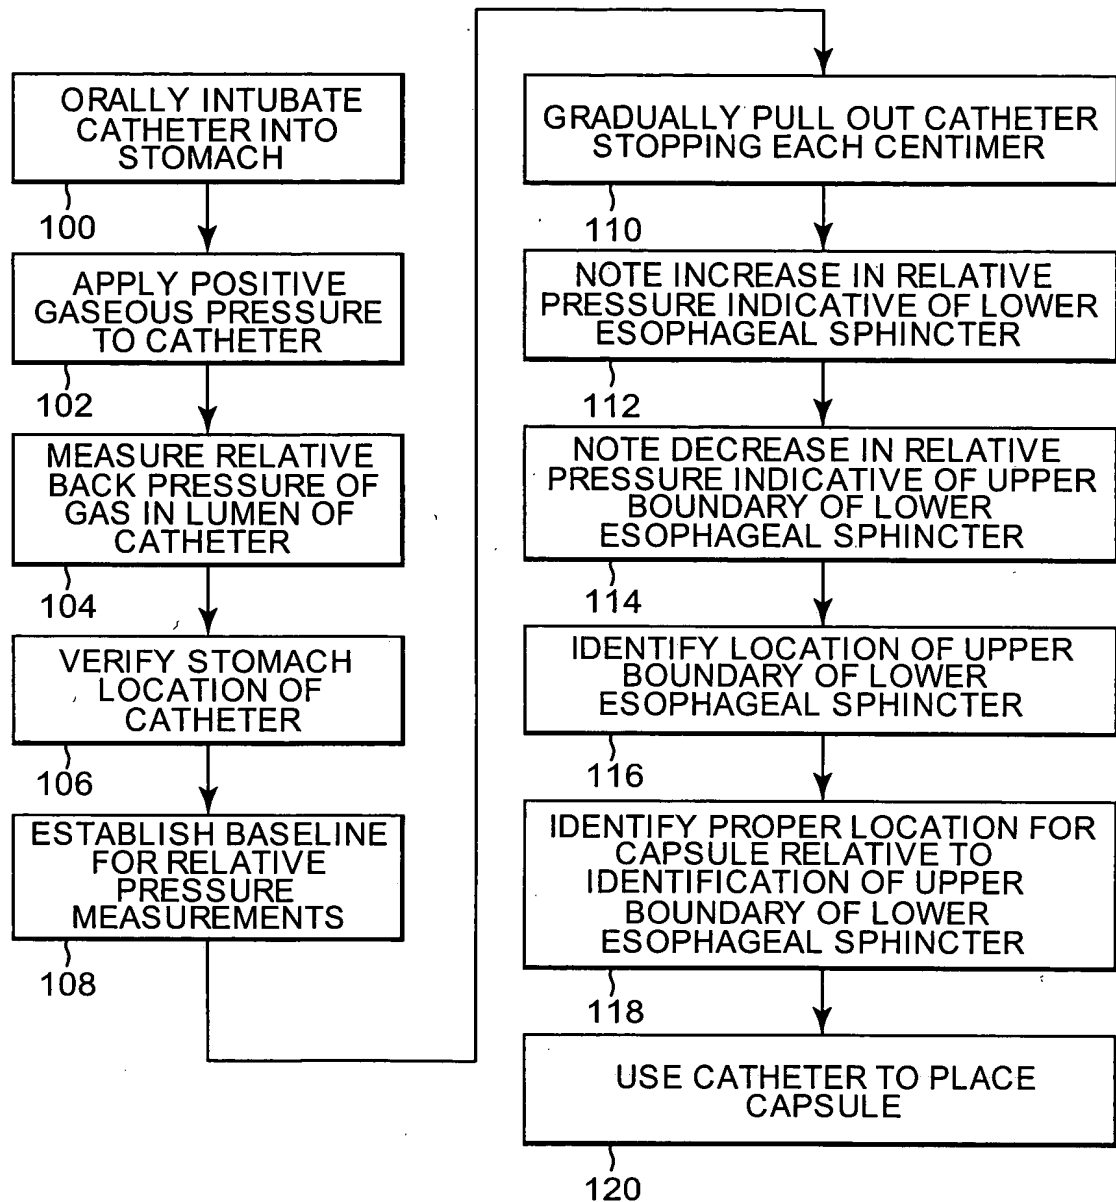 ORALLY INTUBATE
CATHETER INTO
STOMACH
100
APPLY POSITIVE
GASEOUS PRESSURE
TO CATHETER
102
MEASURE RELATIVE
BACK PRESSURE OF
GAS IN LUMEN OF
CATHETER
104
VERIFY STOMACH
LOCATION OF
CATHETER
106
ESTABLISH BASELINE
FOR RELATIVE
PRESSURE
MEASUREMENTS
108
GRADUALLY PULL OUT CATHETER
STOPPING EACH CENTIMER
110
NOTE INCREASE IN RELATIVE
PRESSURE INDICATIVE OF LOWER
ESOPHAGEAL SPHINCTER
112
NOTE DECREASE IN RELATIVE
PRESSURE INDICATIVE OF UPPER
BOUNDARY OF LOWER
ESOPHAGEAL SPHINCTER
114
IDENTIFY LOCATION OF UPPER
BOUNDARY OF LOWER
ESOPHAGEAL SPHINCTER
116
IDENTIFY PROPER LOCATION FOR
CAPSULE RELATIVE TO
IDENTIFICATION OF UPPER
BOUNDARY OF LOWER
ESOPHAGEAL SPHINCTER
118
USE CATHETER TO PLACE
CAPSULE
120